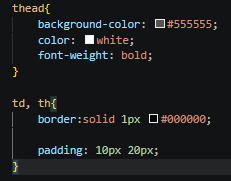 thead{
background-color: #555555;
color: white;
font-weight: bold;
}
td, th{
border:solid 1px #000000;
padding: 10px 20px;
}